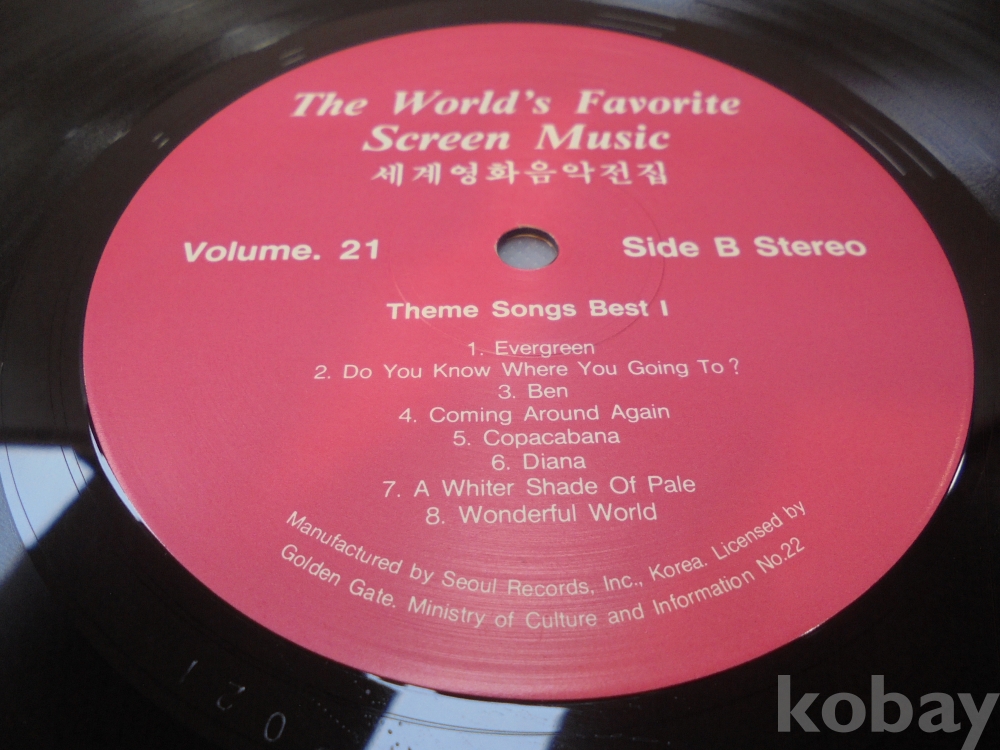 The World's Favorite
Screen Music
세계영화음악전집
Volume. 21
Side B Stereo
Theme Songs Best I
1. Evergreen
2. Do You Know Where You Going To?
3. Ben
4. Coming Around Again
5. Copacabana
6. Diana
7. A Whiter Shade Of Pale
8. Wonderful World
Manufactured by Seoul Records, Inc., Korea. Licensed by
Golden Gate. Ministry of Culture and Information No.22
1 2 0
kobay